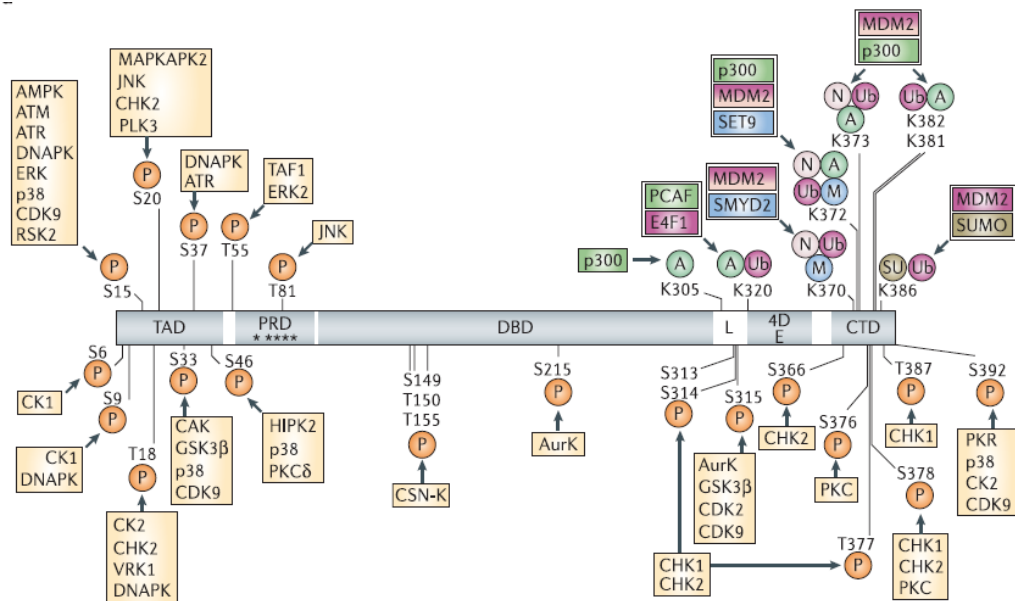 MAPKAPK2
JNK
CHK2
PLK3
AMPK
ATM
ATR
DNAPK
ERK
p38
CDK9
RSK2
DNAPK
ATR
TAF1
ERK2
JNK
P
S15
P
S20
P
S37
P
T55
P
T81
MDM2
p300
p300
MDM2
SET9
N Ub
A
K373
Ub A
K382
K381
N A
Ub M
K372
MDM2
SMYD2
N Ub
M
K370
PCAF
E4F1
p300
A
K305
A Ub
K320
MDM2
SUMO
SU Ub
K386
TAD
PRD
* ****
DBD
L
4D
E
CTD
S6
P
CK1
S9
P
CK1
DNAPK
T18
P
CK2
CHK2
VRK1
DNAPK
S33
P
CAK
GSK3β
p38
CDK9
S46
P
HIPK2
p38
PKCδ
S149
T150
T155
P
CSN-K
S215
P
AurK
S313
S314
P
CHK1
CHK2
S315
P
AurK
GSK3β
CDK2
CDK9
S366
P
CHK2
S376
P
PKC
T377
P
S378
P
CHK1
CHK2
PKC
T387
P
CHK1
S392
P
PKR
p38
CK2
CDK9